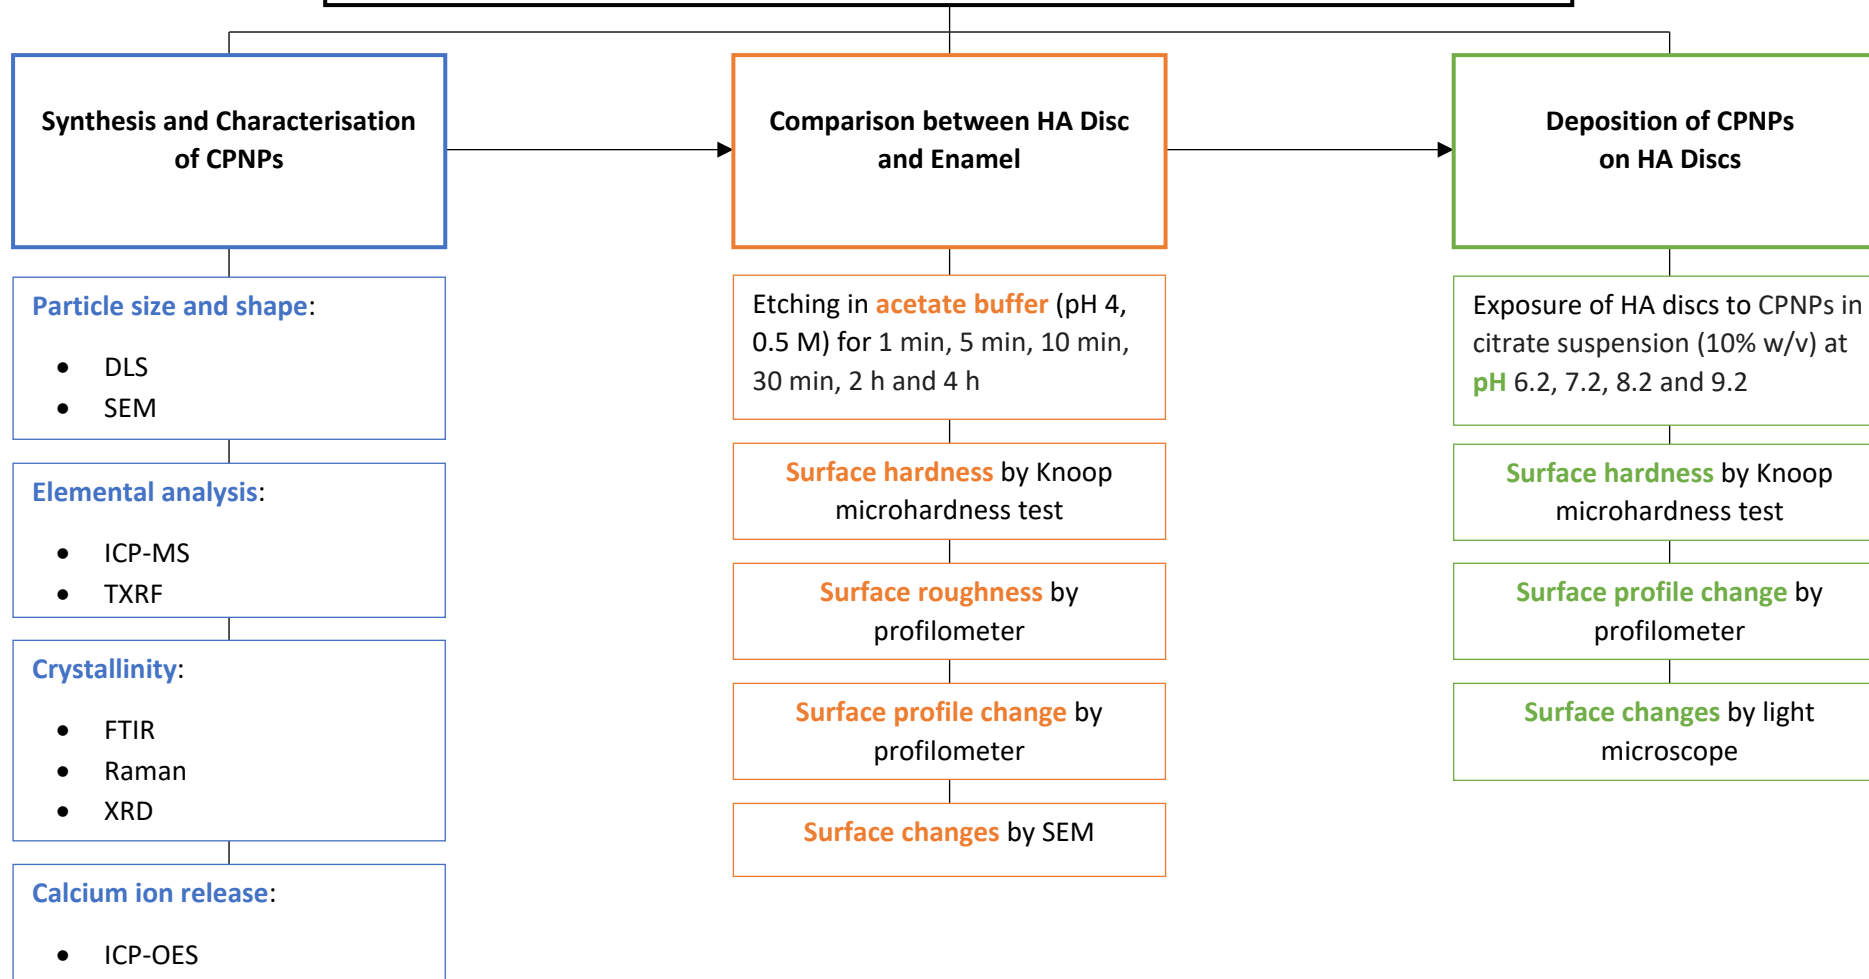 Synthesis and Characterisation
of CPNPs
Particle size and shape:
• DLS
• SEM
Elemental analysis:
• ICP-MS
• TXRF
Crystallinity:
• FTIR
• Raman
• XRD
Calcium ion release:
• ICP-OES
Comparison between HA Disc
and Enamel
Etching in acetate buffer (pH 4,
0.5 M) for 1 min, 5 min, 10 min,
30 min, 2 h and 4 h
Surface hardness by Knoop
microhardness test
Surface roughness by
profilometer
Surface profile change by
profilometer
Surface changes by SEM
Deposition of CPNPs
on HA Discs
Exposure of HA discs to CPNPs in
citrate suspension (10% w/v) at
pH 6.2, 7.2, 8.2 and 9.2
Surface hardness by Knoop
microhardness test
Surface profile change by
profilometer
Surface changes by light
microscope